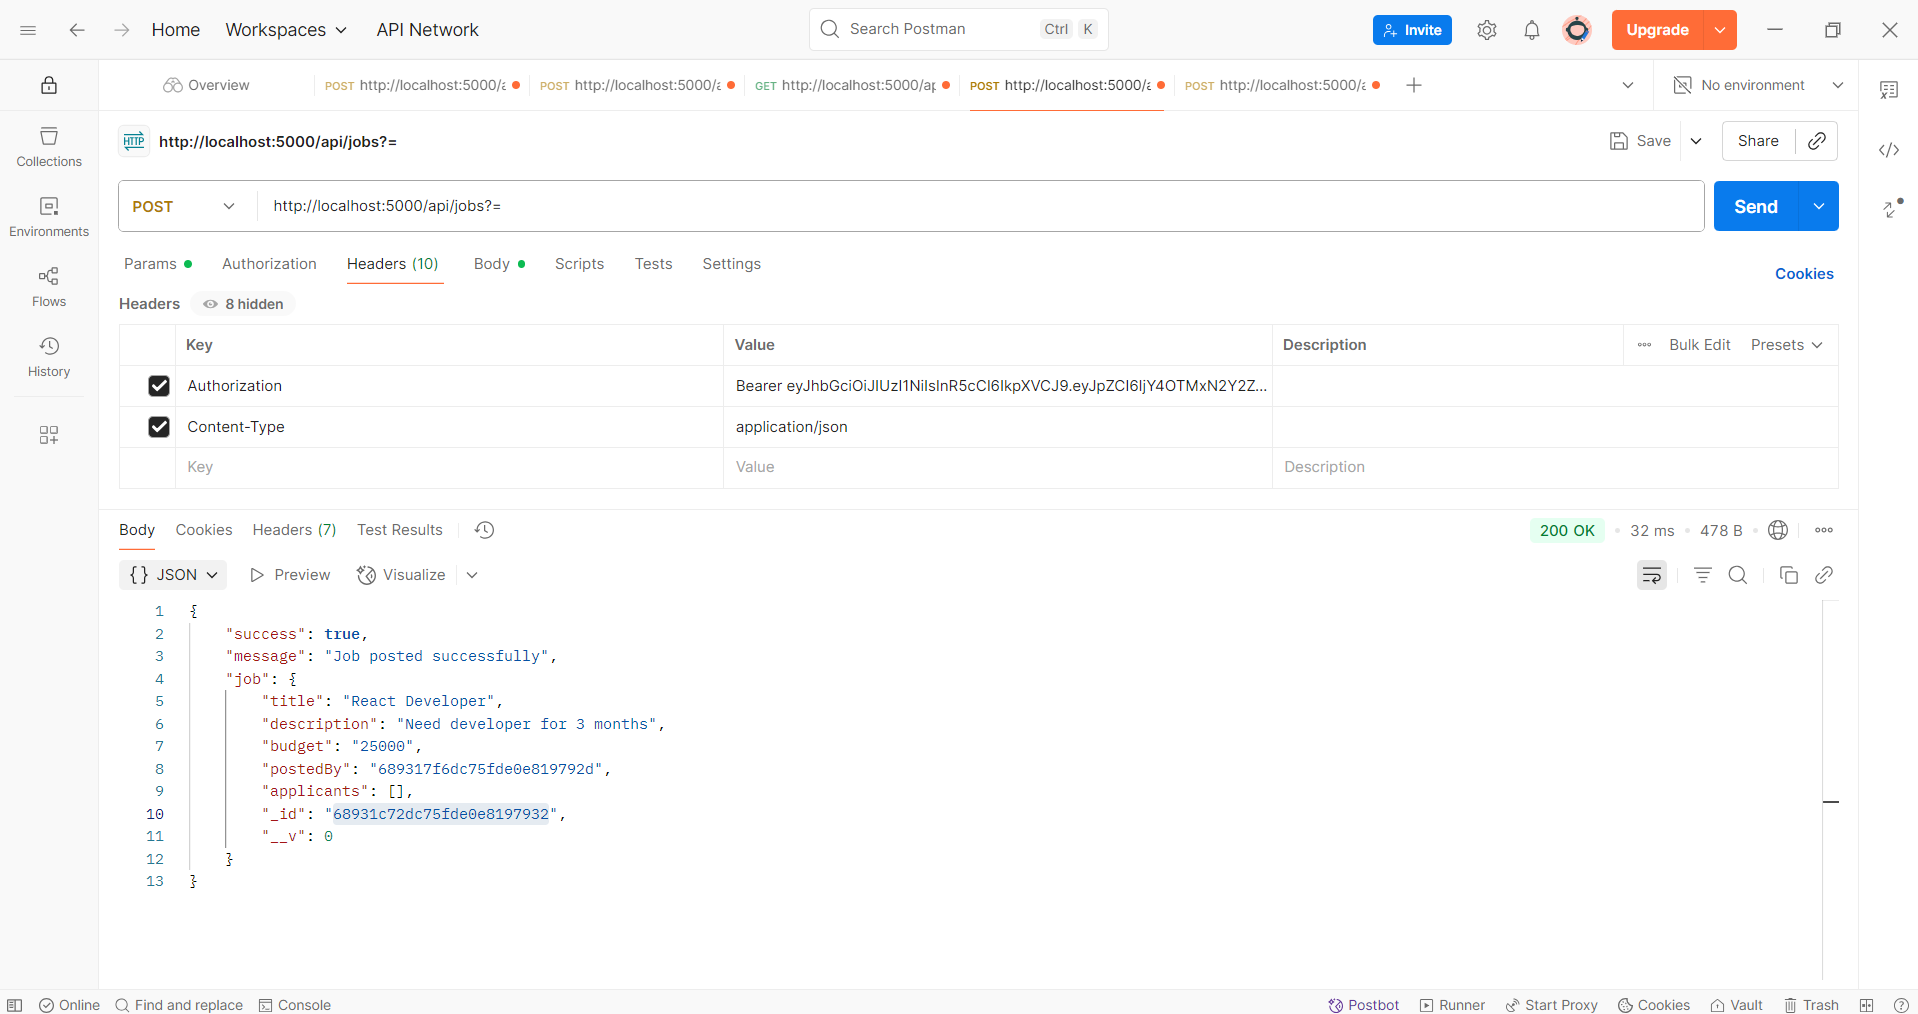 Home Workspaces API Network Search Postman Ctrl K Invite Upgrade
Overview POST http://localhost:5000/a POST http://localhost:5000/a GET http://localhost:5000/ap POST http://localhost:5000/a POST http://localhost:5000/a No environment
HTTP http://localhost:5000/api/jobs?= Save Share
Collections
Environments
Flows
History
POST http://localhost:5000/api/jobs?= Send
Params Authorization Headers (10) Body Scripts Tests Settings Cookies
Headers 8 hidden
Key Value Description Bulk Edit Presets
Authorization Bearer eyJhbGciOiJIUzI1NiIsInR5cCI6IkpXVCJ9.eyJpZCI6IjY4OTMxN2Y2Z...
Content-Type application/json
Key Value Description
Body Cookies Headers (7) Test Results 200 OK 32 ms 478 B
{} JSON Preview Visualize
1 {
2 "success": true,
3 "message": "Job posted successfully",
4 "job": {
5 "title": "React Developer",
6 "description": "Need developer for 3 months",
7 "budget": "25000",
8 "postedBy": "689317f6dc75fde0e819792d",
9 "applicants": [],
10 "_id": "68931c72dc75fde0e8197932",
11 "__v": 0
12 }
13 }
Online Find and replace Console Postbot Runner Start Proxy Cookies Vault Trash